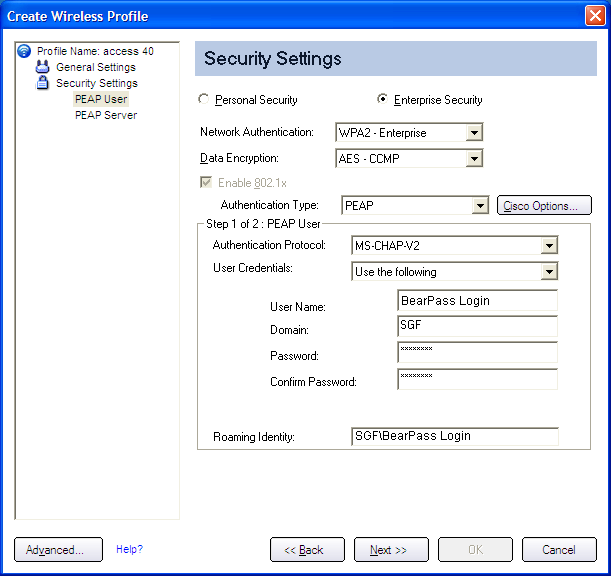 Create Wireless Profile
Profile Name: access 40
General Settings
Security Settings
PEAP User
PEAP Server
Security Settings
Personal Security
Enterprise Security
Network Authentication:
WPA2 - Enterprise
Data Encryption:
AES - CCMP
Enable 802.1x
Authentication Type:
PEAP
Cisco Options...
Step 1 of 2 : PEAP User
Authentication Protocol:
MS-CHAP-V2
User Credentials:
Use the following
User Name:
BearPass Login
Domain:
SGF
Password:
********
Confirm Password:
********
Roaming Identity:
SGF\BearPass Login
Advanced...
Help?
<< Back
Next >>
OK
Cancel